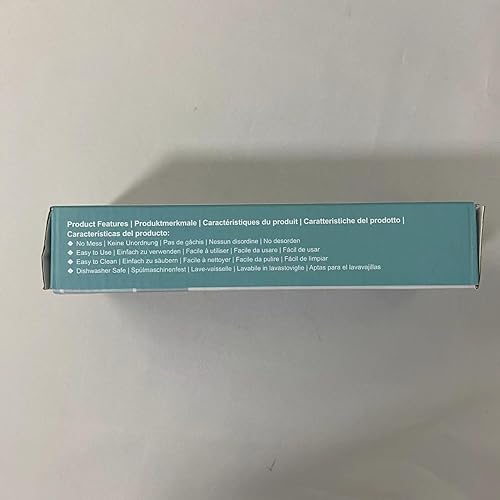 Product Features | Produktmerkmale | Caractéristiques du produit | Caratteristiche del prodotto |
Características del producto:
◆ No Mess | Keine Unordnung | Pas de gâchis | Nessun disordine | No desorden
◆ Easy to Use | Einfach zu verwenden | Facile à utiliser | Facile da usare | Fácil de usar
◆ Easy to Clean | Einfach zu säubern | Facile à nettoyer | Facile da pulire | Fácil de limpiar
◆ Dishwasher Safe | Spülmaschinenfest | Lave-vaisselle | Lavabile in lavastoviglie | Aptas para el lavavajillas